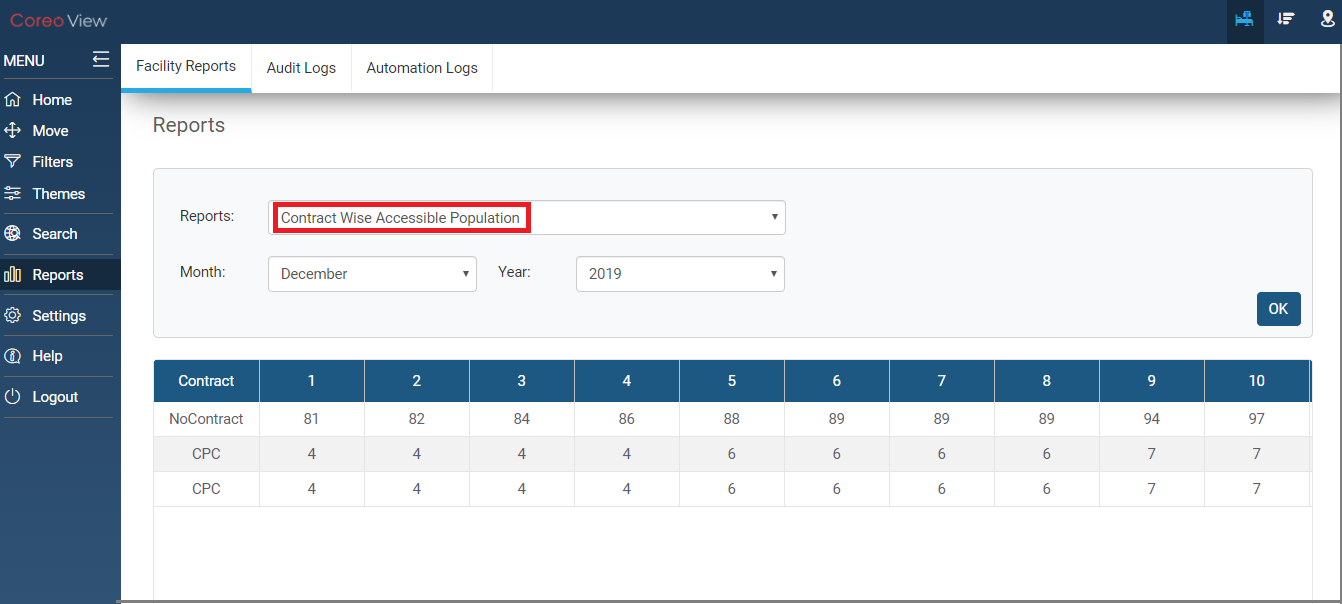 Coreo View
MENU
Home
Move
Filters
Themes
Search
Reports
Settings
Help
Logout
Facility Reports Audit Logs Automation Logs
Reports
Reports: Contract Wise Accessible Population
Month: December Year: 2019
OK
Contract 1 2 3 4 5 6 7 8 9 10
NoContract 81 82 84 86 88 89 89 89 94 97
CPC 4 4 4 4 6 6 6 6 7 7
CPC 4 4 4 4 6 6 6 6 7 7